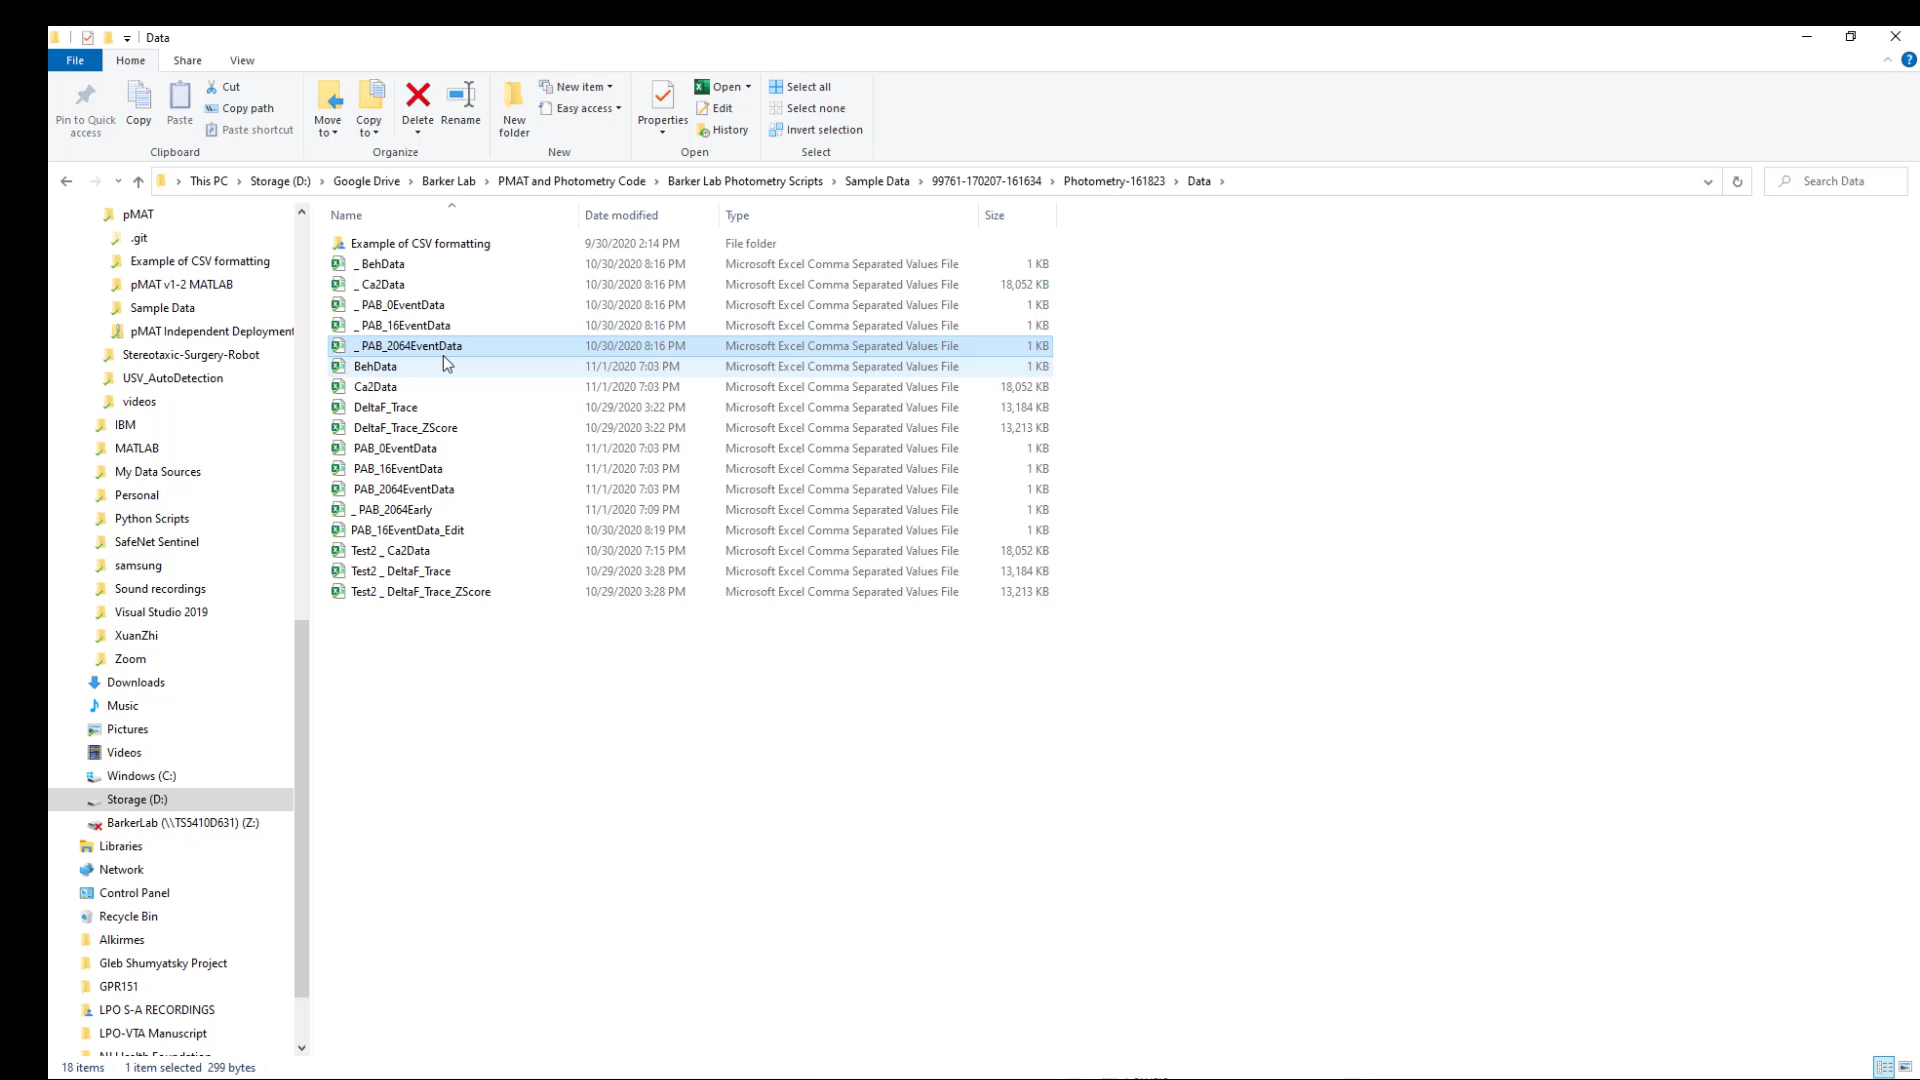 Data
File
Home
Share
View
Pin to Quick access
Copy
Paste
Cut
Copy path
Paste shortcut
Clipboard
Move to
Copy to
Delete
Rename
Organize
New folder
New item
Easy access
New
Properties
Open
Edit
History
Open
Select all
Select none
Invert selection
Select
This PC > Storage (D:) > Google Drive > Barker Lab > PMAT and Photometry Code > Barker Lab Photometry Scripts > Sample Data > 99761-170207-161634 > Photometry-161823 > Data >
Search Data
pMAT
.git
Example of CSV formatting
pMAT v1-2 MATLAB
Sample Data
pMAT Independent Deployment
Stereotaxic-Surgery-Robot
USV_AutoDetection
videos
IBM
MATLAB
My Data Sources
Personal
Python Scripts
SafeNet Sentinel
samsung
Sound recordings
Visual Studio 2019
XuanZhi
Zoom
Downloads
Music
Pictures
Videos
Windows (C:)
Storage (D:)
BarkerLab (\\TS5410D631) (Z:)
Libraries
Network
Control Panel
Recycle Bin
Alkirmes
Gleb Shumyatsky Project
GPR151
LPO S-A RECORDINGS
LPO-VTA Manuscript
Name Date modified Type Size
Example of CSV formatting 9/30/2020 2:14 PM File folder
_ BehData 10/30/2020 8:16 PM Microsoft Excel Comma Separated Values File 1 KB
_ Ca2Data 10/30/2020 8:16 PM Microsoft Excel Comma Separated Values File 18,052 KB
_ PAB_0EventData 10/30/2020 8:16 PM Microsoft Excel Comma Separated Values File 1 KB
_ PAB_16EventData 10/30/2020 8:16 PM Microsoft Excel Comma Separated Values File 1 KB
_ PAB_2064EventData 10/30/2020 8:16 PM Microsoft Excel Comma Separated Values File 1 KB
BehData 11/1/2020 7:03 PM Microsoft Excel Comma Separated Values File 1 KB
Ca2Data 11/1/2020 7:03 PM Microsoft Excel Comma Separated Values File 18,052 KB
DeltaF_Trace 10/29/2020 3:22 PM Microsoft Excel Comma Separated Values File 13,184 KB
DeltaF_Trace_ZScore 10/29/2020 3:22 PM Microsoft Excel Comma Separated Values File 13,213 KB
PAB_0EventData 11/1/2020 7:03 PM Microsoft Excel Comma Separated Values File 1 KB
PAB_16EventData 11/1/2020 7:03 PM Microsoft Excel Comma Separated Values File 1 KB
PAB_2064EventData 11/1/2020 7:03 PM Microsoft Excel Comma Separated Values File 1 KB
_ PAB_2064Early 11/1/2020 7:09 PM Microsoft Excel Comma Separated Values File 1 KB
PAB_16EventData_Edit 10/30/2020 8:19 PM Microsoft Excel Comma Separated Values File 1 KB
Test2 _ Ca2Data 10/30/2020 7:15 PM Microsoft Excel Comma Separated Values File 18,052 KB
Test2 _ DeltaF_Trace 10/29/2020 3:28 PM Microsoft Excel Comma Separated Values File 13,184 KB
Test2 _ DeltaF_Trace_ZScore 10/29/2020 3:28 PM Microsoft Excel Comma Separated Values File 13,213 KB
18 items 1 item selected 299 bytes